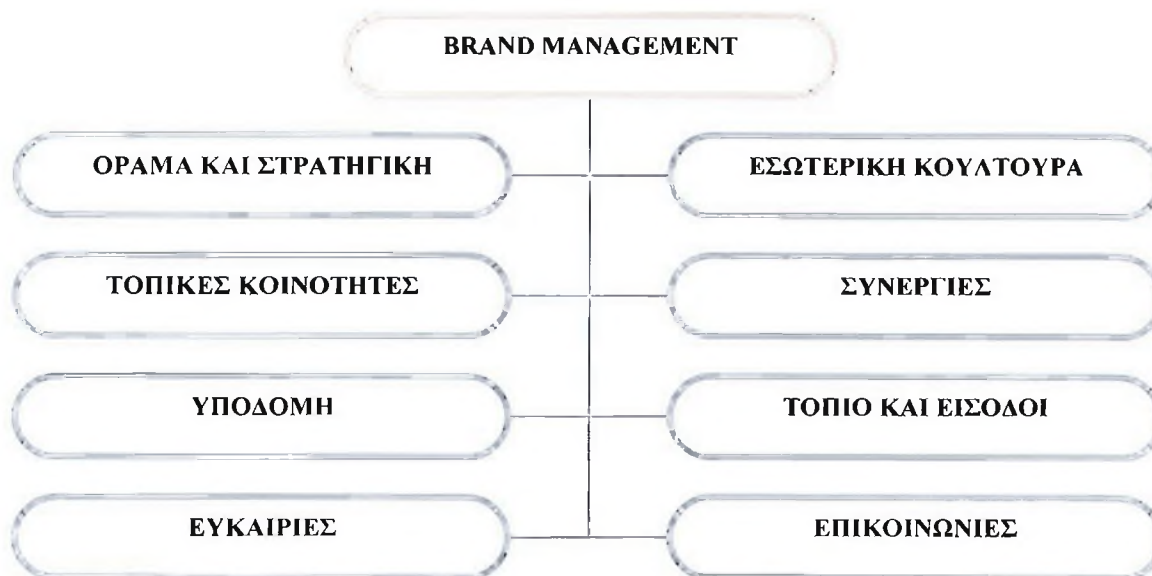 BRAND MANAGEMENT
ΟΡΑΜΑ ΚΑΙ ΣΤΡΑΤΗΓΙΚΗ
ΕΣΩΤΕΡΙΚΗ ΚΟΥΛΤΟΥΡΑ
ΤΟΠΙΚΕΣ ΚΟΙΝΟΤΗΤΕΣ
ΣΥΝΕΡΓΙΕΣ
ΥΠΟΔΟΜΗ
ΤΟΠΙΟ ΚΑΙ ΕΙΣΟΔΟΙ
ΕΥΚΑΙΡΙΕΣ
ΕΠΙΚΟΙΝΩΝΙΕΣ